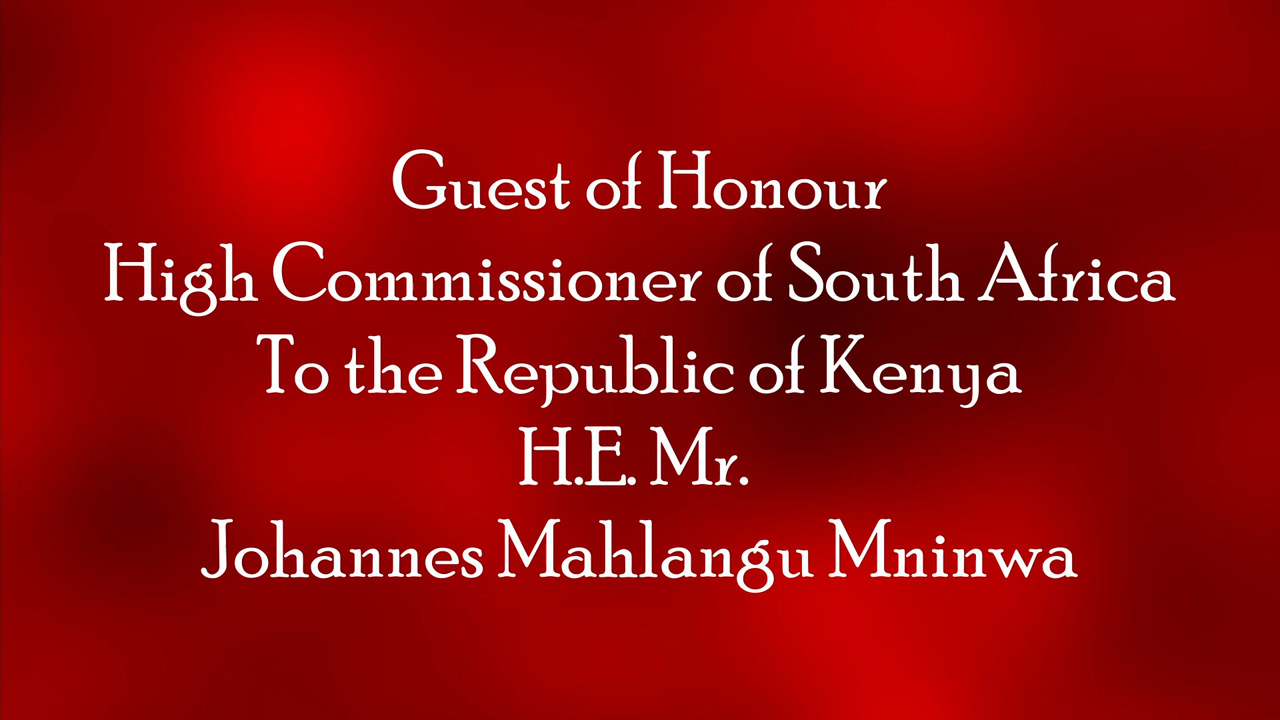 Guest of Honour
High Commissioner of South Africa
To the Republic of Kenya
H.E. Mr.
Johannes Mahlangu Mninwa